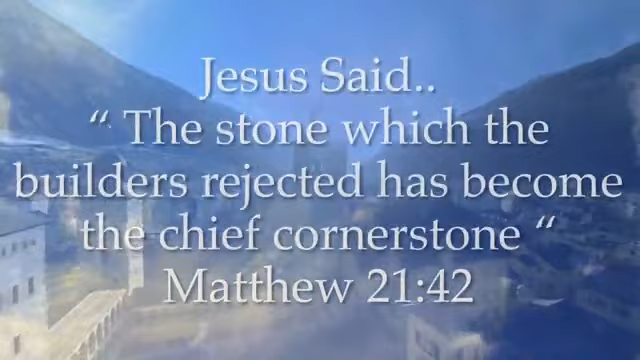 Jesus Said..
“ The stone which the
builders rejected has become
the chief cornerstone “
Matthew 21:42